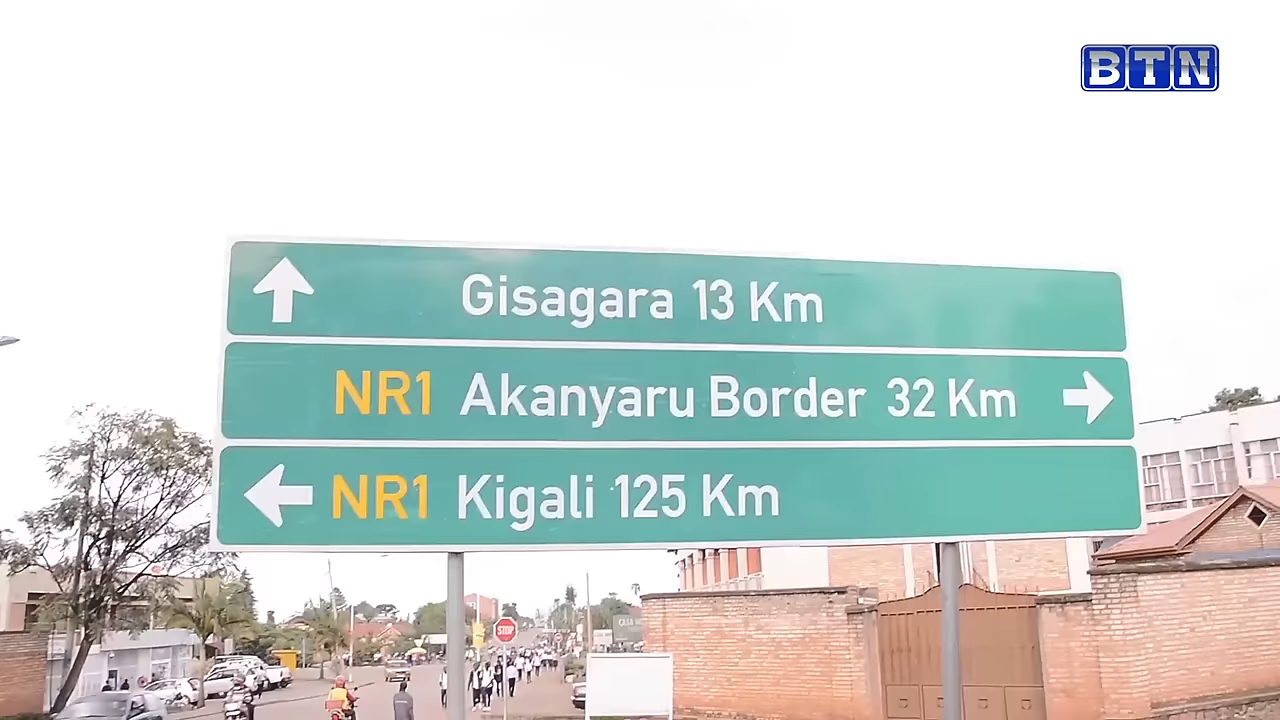 BTN
Gisagara 13 Km
NR1 Akanyaru Border 32 Km
NR1 Kigali 125 Km
STOP